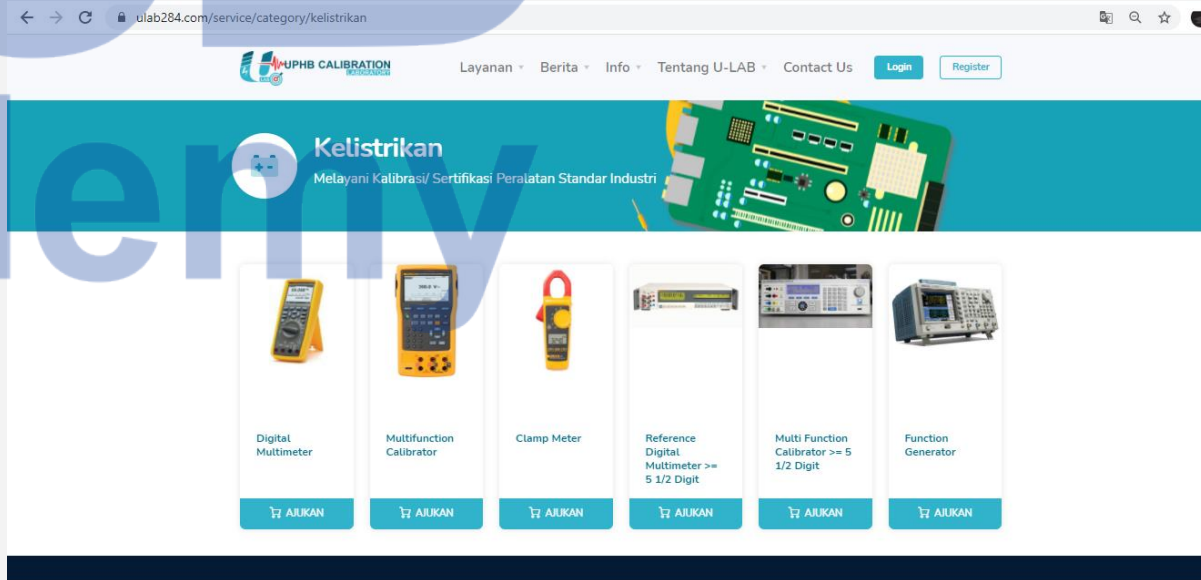 ulab284.com/service/category/kelistrikan
UPHB CALIBRATION
LABORATORY
Layanan Berita Info Tentang U-LAB Contact Us Login Register
Kelistrikan
Melayani Kalibrasi/ Sertifikasi Peralatan Standar Industri
emy
Digital
Multimeter
Multifunction
Calibrator
Clamp Meter
Reference
Digital
Multimeter >=
5 1/2 Digit
Multi Function
Calibrator >= 5
1/2 Digit
Function
Generator
AJUKAN AJUKAN AJUKAN AJUKAN AJUKAN AJUKAN